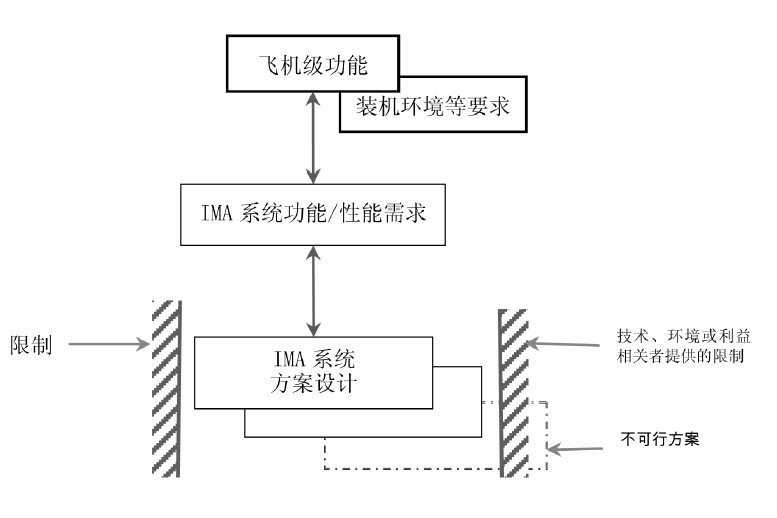 飞机级功能
装机环境等要求
IMA 系统功能/性能需求
限制
IMA 系统
方案设计
技术、环境或利益
相关者提供的限制
不可行方案